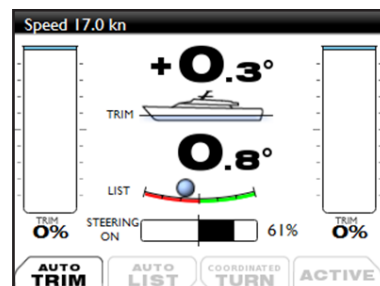 Speed 17.0 kn
+0.3°
TRIM
0.8°
LIST
TRIM
0%
STEERING
ON
61%
TRIM
0%
AUTO
TRIM
AUTO
LIST
COORDINATED
TURN
ACTIVE